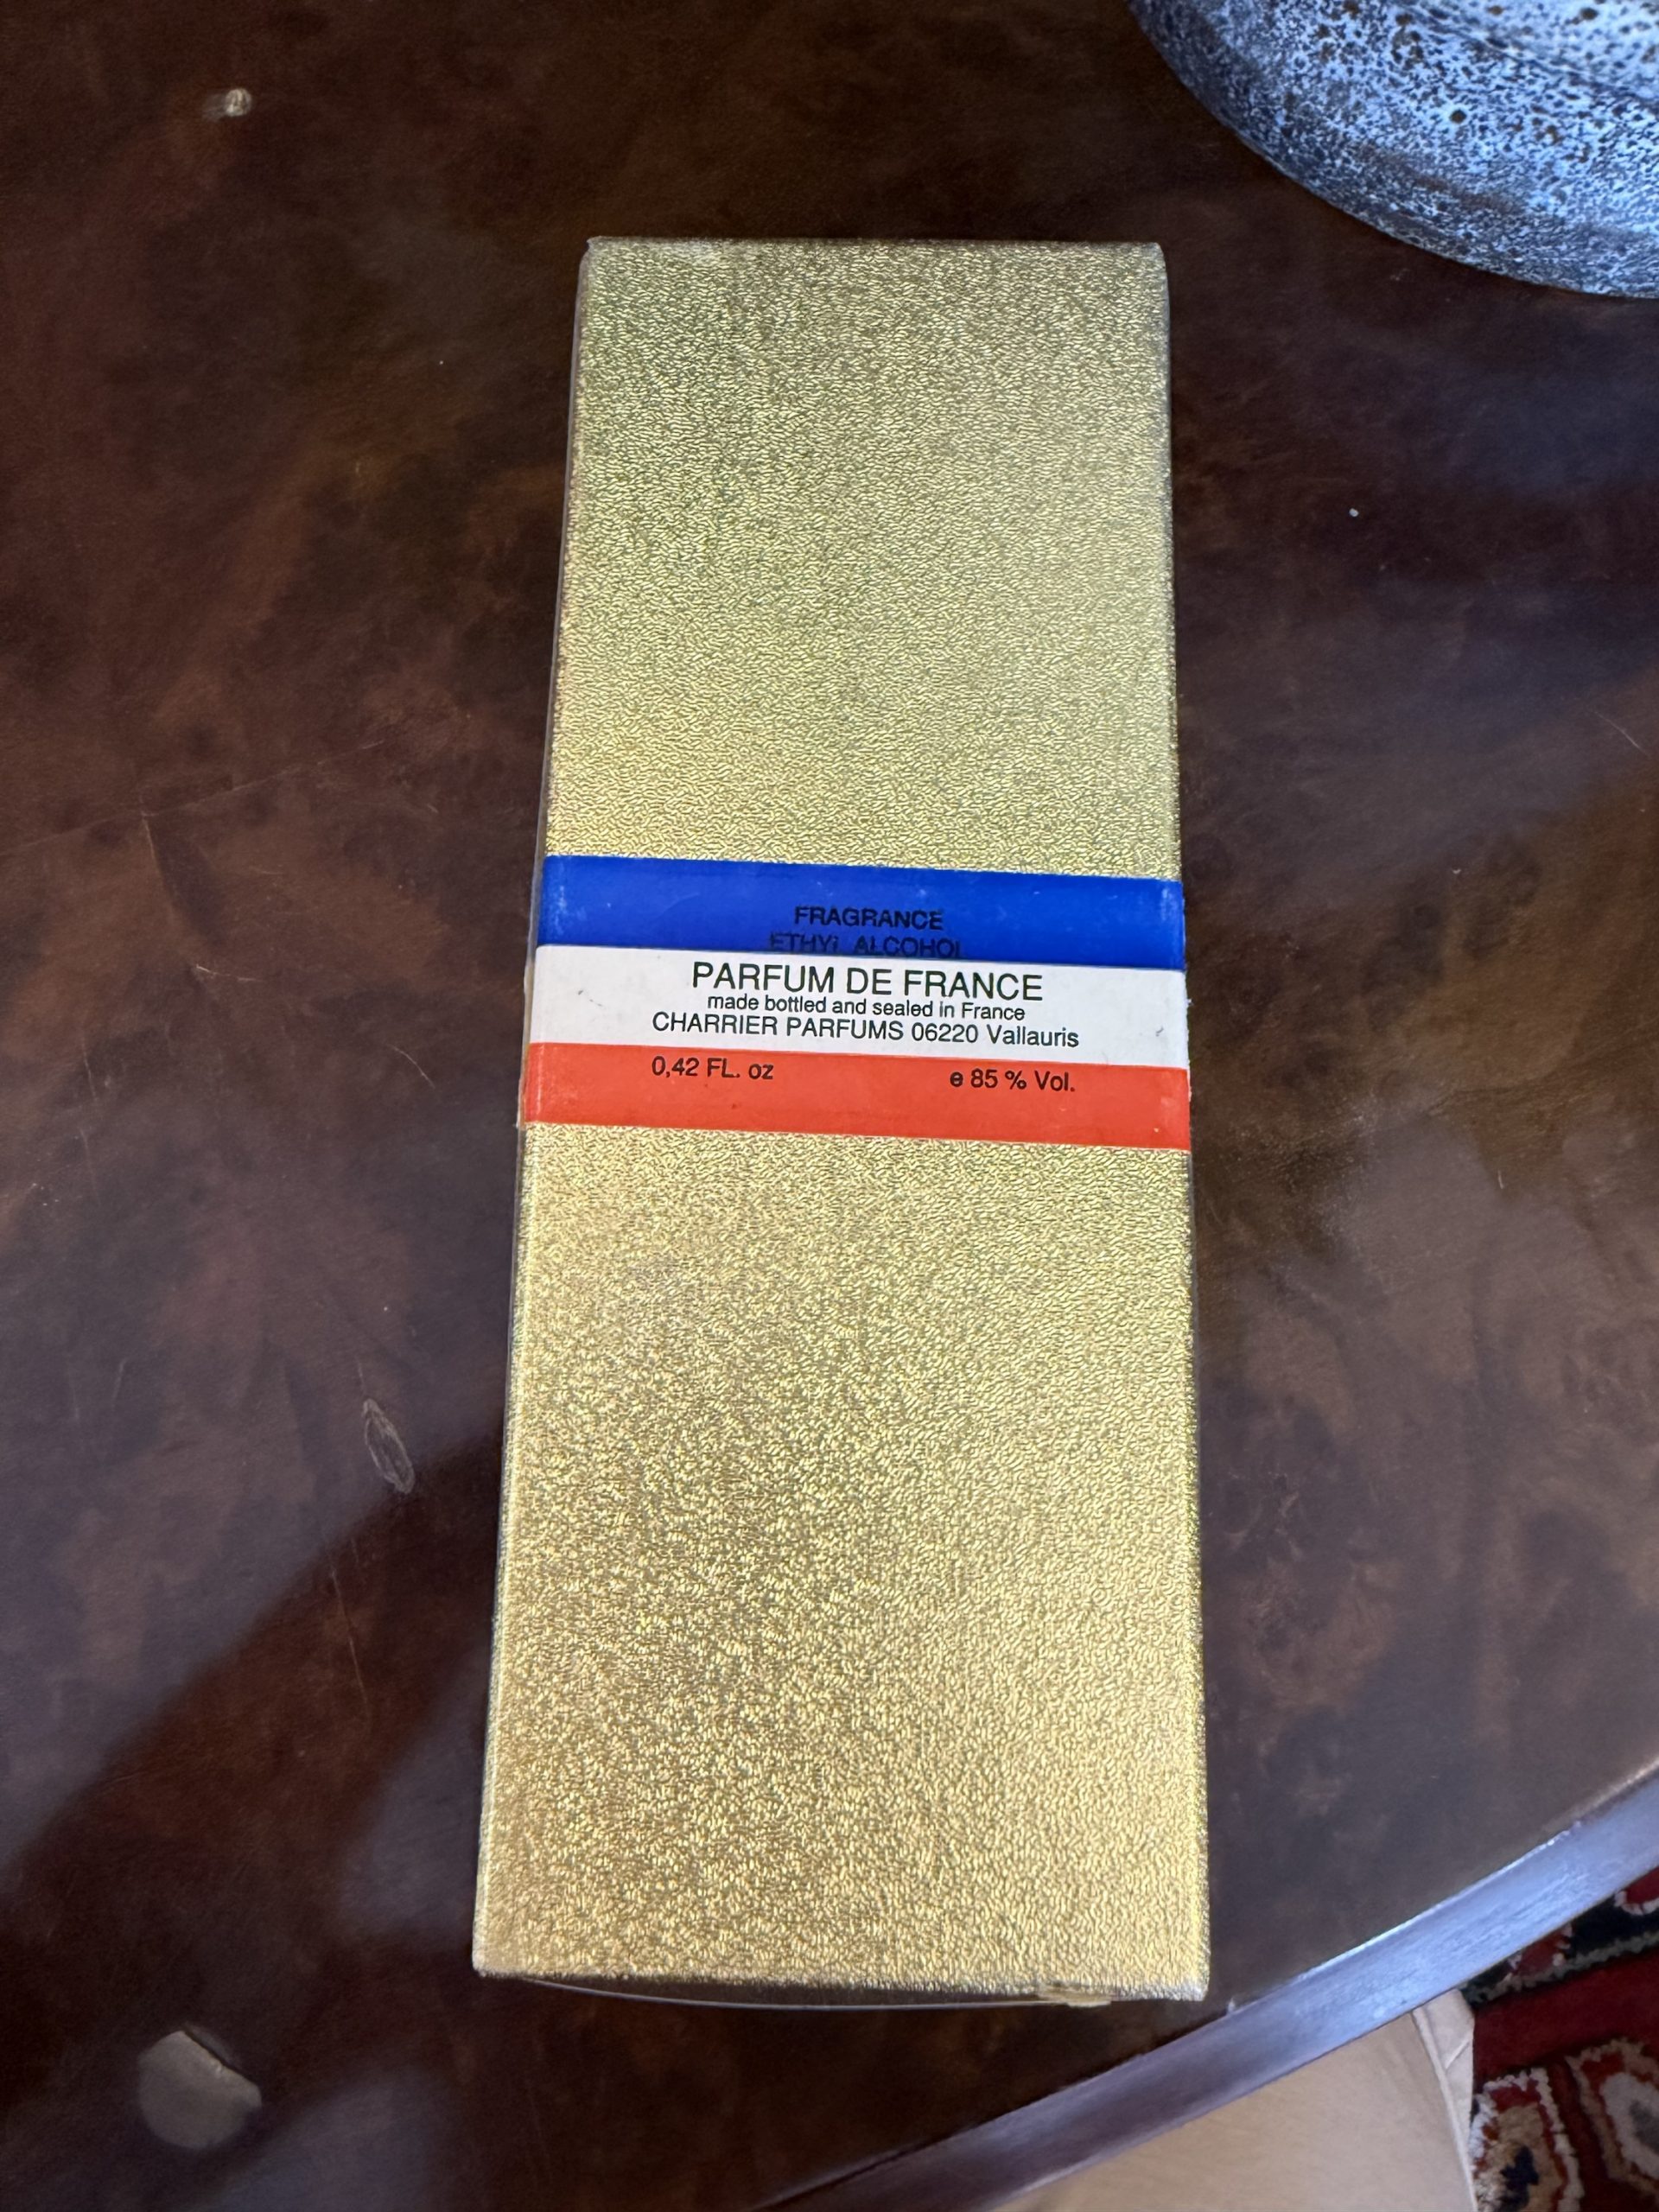 FRAGRANCE
ETHYL ALCOHOL
PARFUM DE FRANCE
made bottled and sealed in France
CHARRIER PARFUMS 06220 Vallauris
0,42 FL. oz e 85 % Vol.